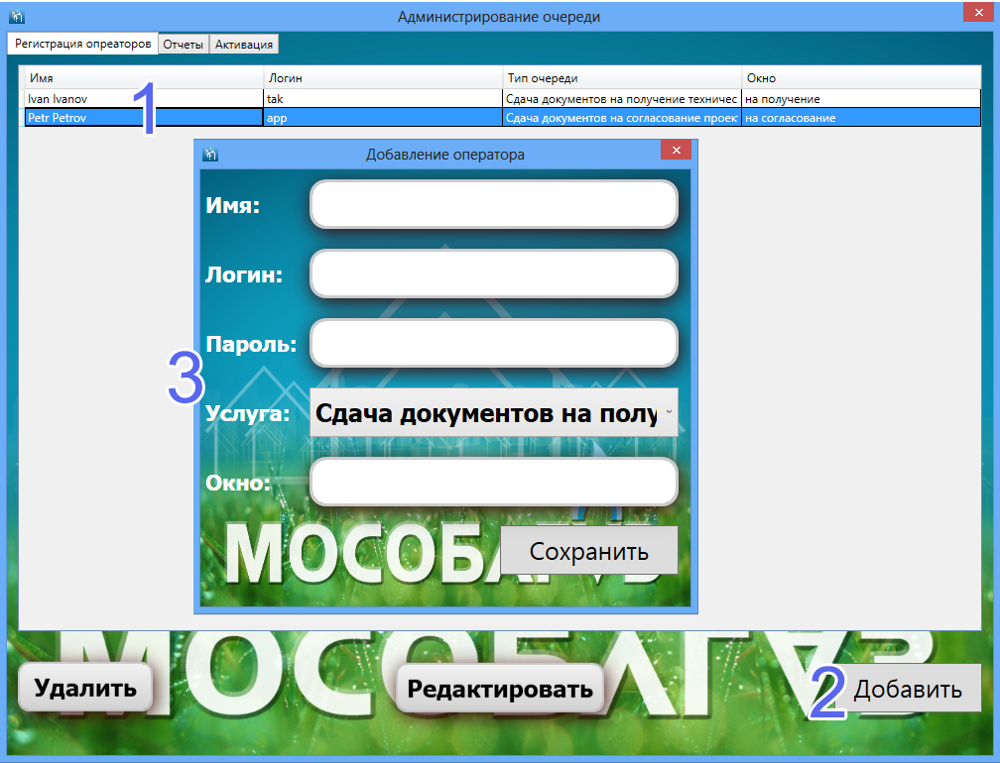 Администрирование очереди
Регистрация опреаторов Отчеты Активация
Имя Логин Тип очереди Окно
Ivan Ivanov tak Сдача документов на получение техничес на получение
1
Petr Petrov app Сдача документов на согласование проек на согласование
Добавление оператора
Имя:
Логин:
Пароль:
3
Услуга: Сдача документов на полу
Окно:
МОСОБЛГАЗ
Сохранить
МОСОБЛГАЗ
Удалить Редактировать 2 Добавить